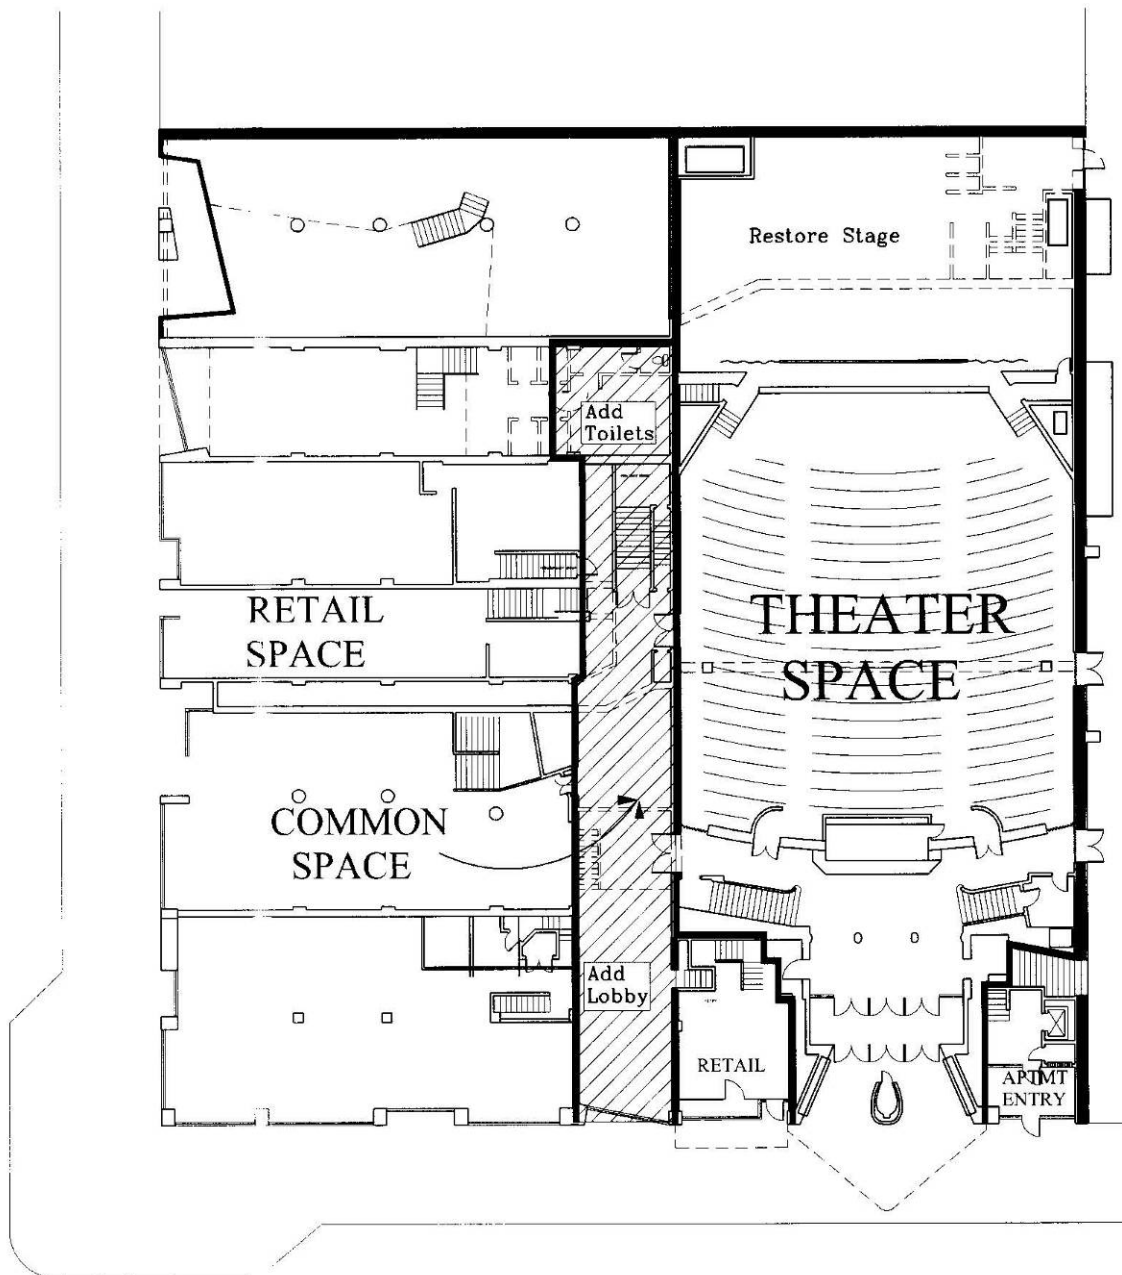 Restore Stage
Add
Toilets
RETAIL
SPACE
THEATER
SPACE
COMMON
SPACE
Add
Lobby
RETAIL
APTMT
ENTRY